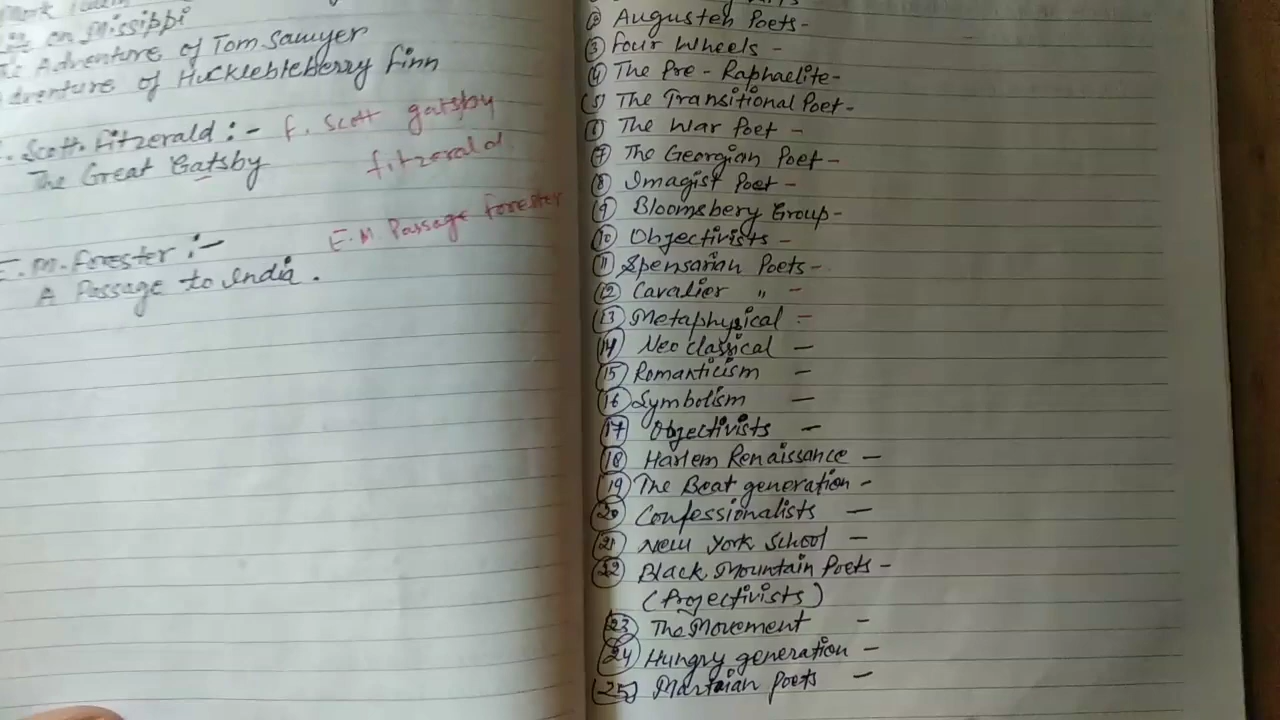 on Missippi
Adventure of Tom Sawyer
of Hucklebleberry Finn
Scott. Fitzerald :- F. Scott gatsby
fitzerald
The Great Gatsby
E.M. Forester :- E.M. Passage forester
A Passage to India.
② Augusten Poets-
③ Four Wheels -
④ The Pre-Raphaelite-
(5) The Transitional Poet-
⑥ The War Poet -
⑦ The Georgian Poet-
⑧ Imagist Poet -
⑨ Bloomsbery Group-
⑩ Objectivists -
⑪ Spensarian Poets-
⑫ Cavalier " -
⑬ Metaphysical -
⑭ Neo classical -
⑮ Romanticism -
⑯ Symbolism -
⑰ Objectivists -
⑱ Harlem Renaissance -
⑲ The Beat generation -
⑳ Confessionalists -
㉑ New York School -
㉒ Black Mountain Poets -
(Projectivists)
㉓ The Movement -
㉔ Hungry generation -
㉕ Martaian Poets -